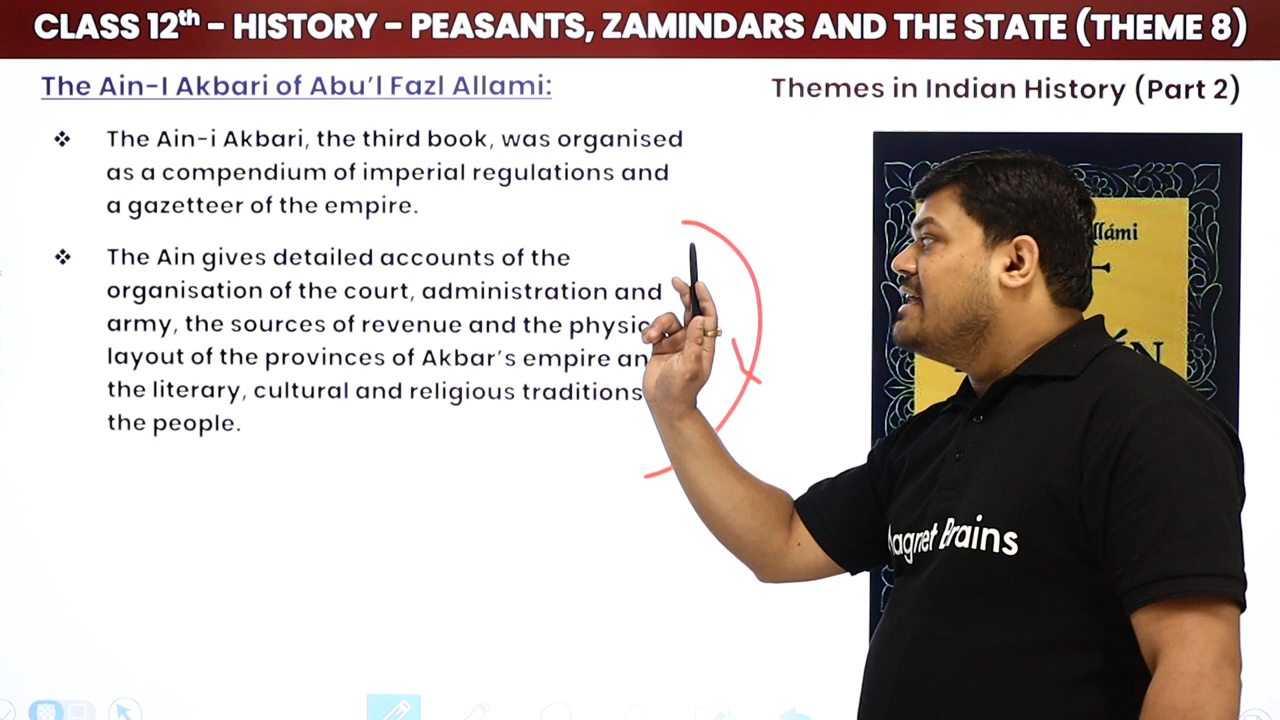 CLASS 12th – HISTORY – PEASANTS, ZAMINDARS AND THE STATE (THEME 8)
The Ain-I Akbari of Abu'l Fazl Allami:
Themes in Indian History (Part 2)
❖ The Ain-i Akbari, the third book, was organised
as a compendium of imperial regulations and
a gazetteer of the empire.
❖ The Ain gives detailed accounts of the
organisation of the court, administration and
army, the sources of revenue and the
layout of the provinces of Akbar's empire
the literary, cultural and religious traditions
the people.
Brains